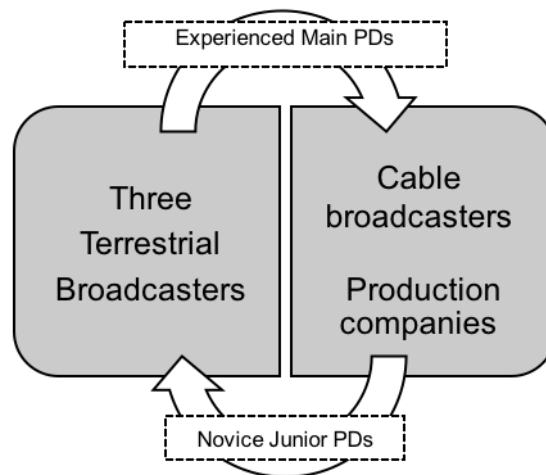 Experienced Main PDs
Three
Terrestrial
Broadcasters
Cable
broadcasters
Production
companies
Novice Junior PDs